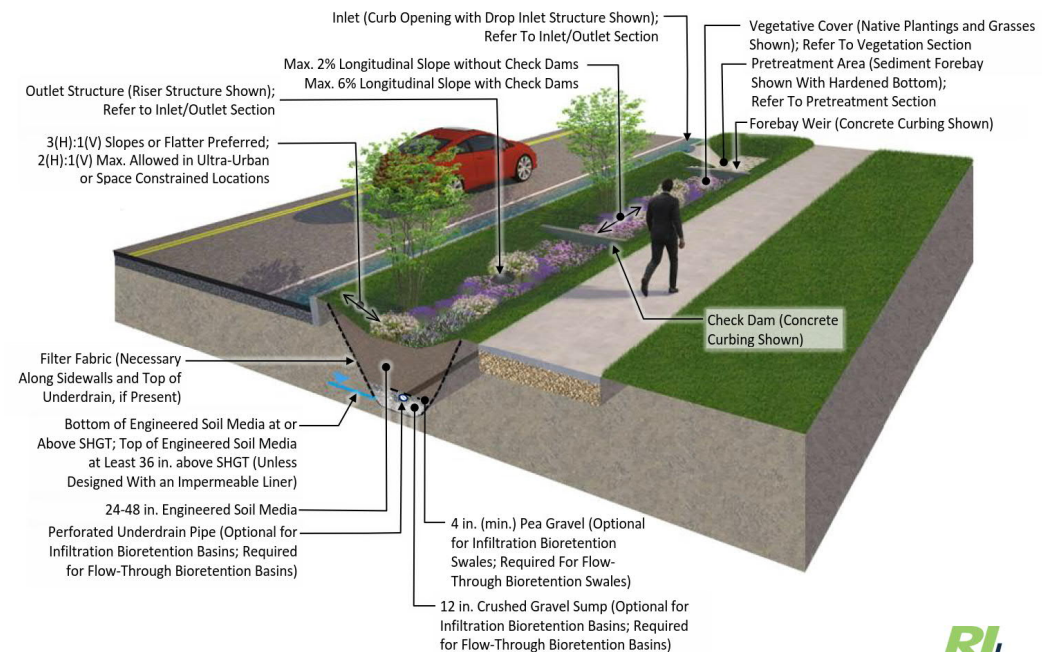 Inlet (Curb Opening with Drop Inlet Structure Shown);
Refer To Inlet/Outlet Section
Vegetative Cover (Native Plantings and Grasses
Shown); Refer To Vegetation Section
Pretreatment Area (Sediment Forebay
Shown With Hardened Bottom);
Refer To Pretreatment Section
Forebay Weir (Concrete Curbing Shown)
Max. 2% Longitudinal Slope without Check Dams
Max. 6% Longitudinal Slope with Check Dams
Outlet Structure (Riser Structure Shown);
Refer to Inlet/Outlet Section
3(H):1(V) Slopes or Flatter Preferred;
2(H):1(V) Max. Allowed in Ultra-Urban
or Space Constrained Locations
Check Dam (Concrete
Curbing Shown)
Filter Fabric (Necessary
Along Sidewalls and Top of
Underdrain, if Present)
Bottom of Engineered Soil Media at or
Above SHGT; Top of Engineered Soil Media
at Least 36 in. above SHGT (Unless
Designed With an Impermeable Liner)
24-48 in. Engineered Soil Media
Perforated Underdrain Pipe (Optional for
Infiltration Bioretention Basins; Required
for Flow-Through Bioretention Basins)
4 in. (min.) Pea Gravel (Optional
for Infiltration Bioretention
Swales; Required For Flow-
Through Bioretention Swales)
12 in. Crushed Gravel Sump (Optional for
Infiltration Bioretention Basins; Required
for Flow-Through Bioretention Basins)
RI